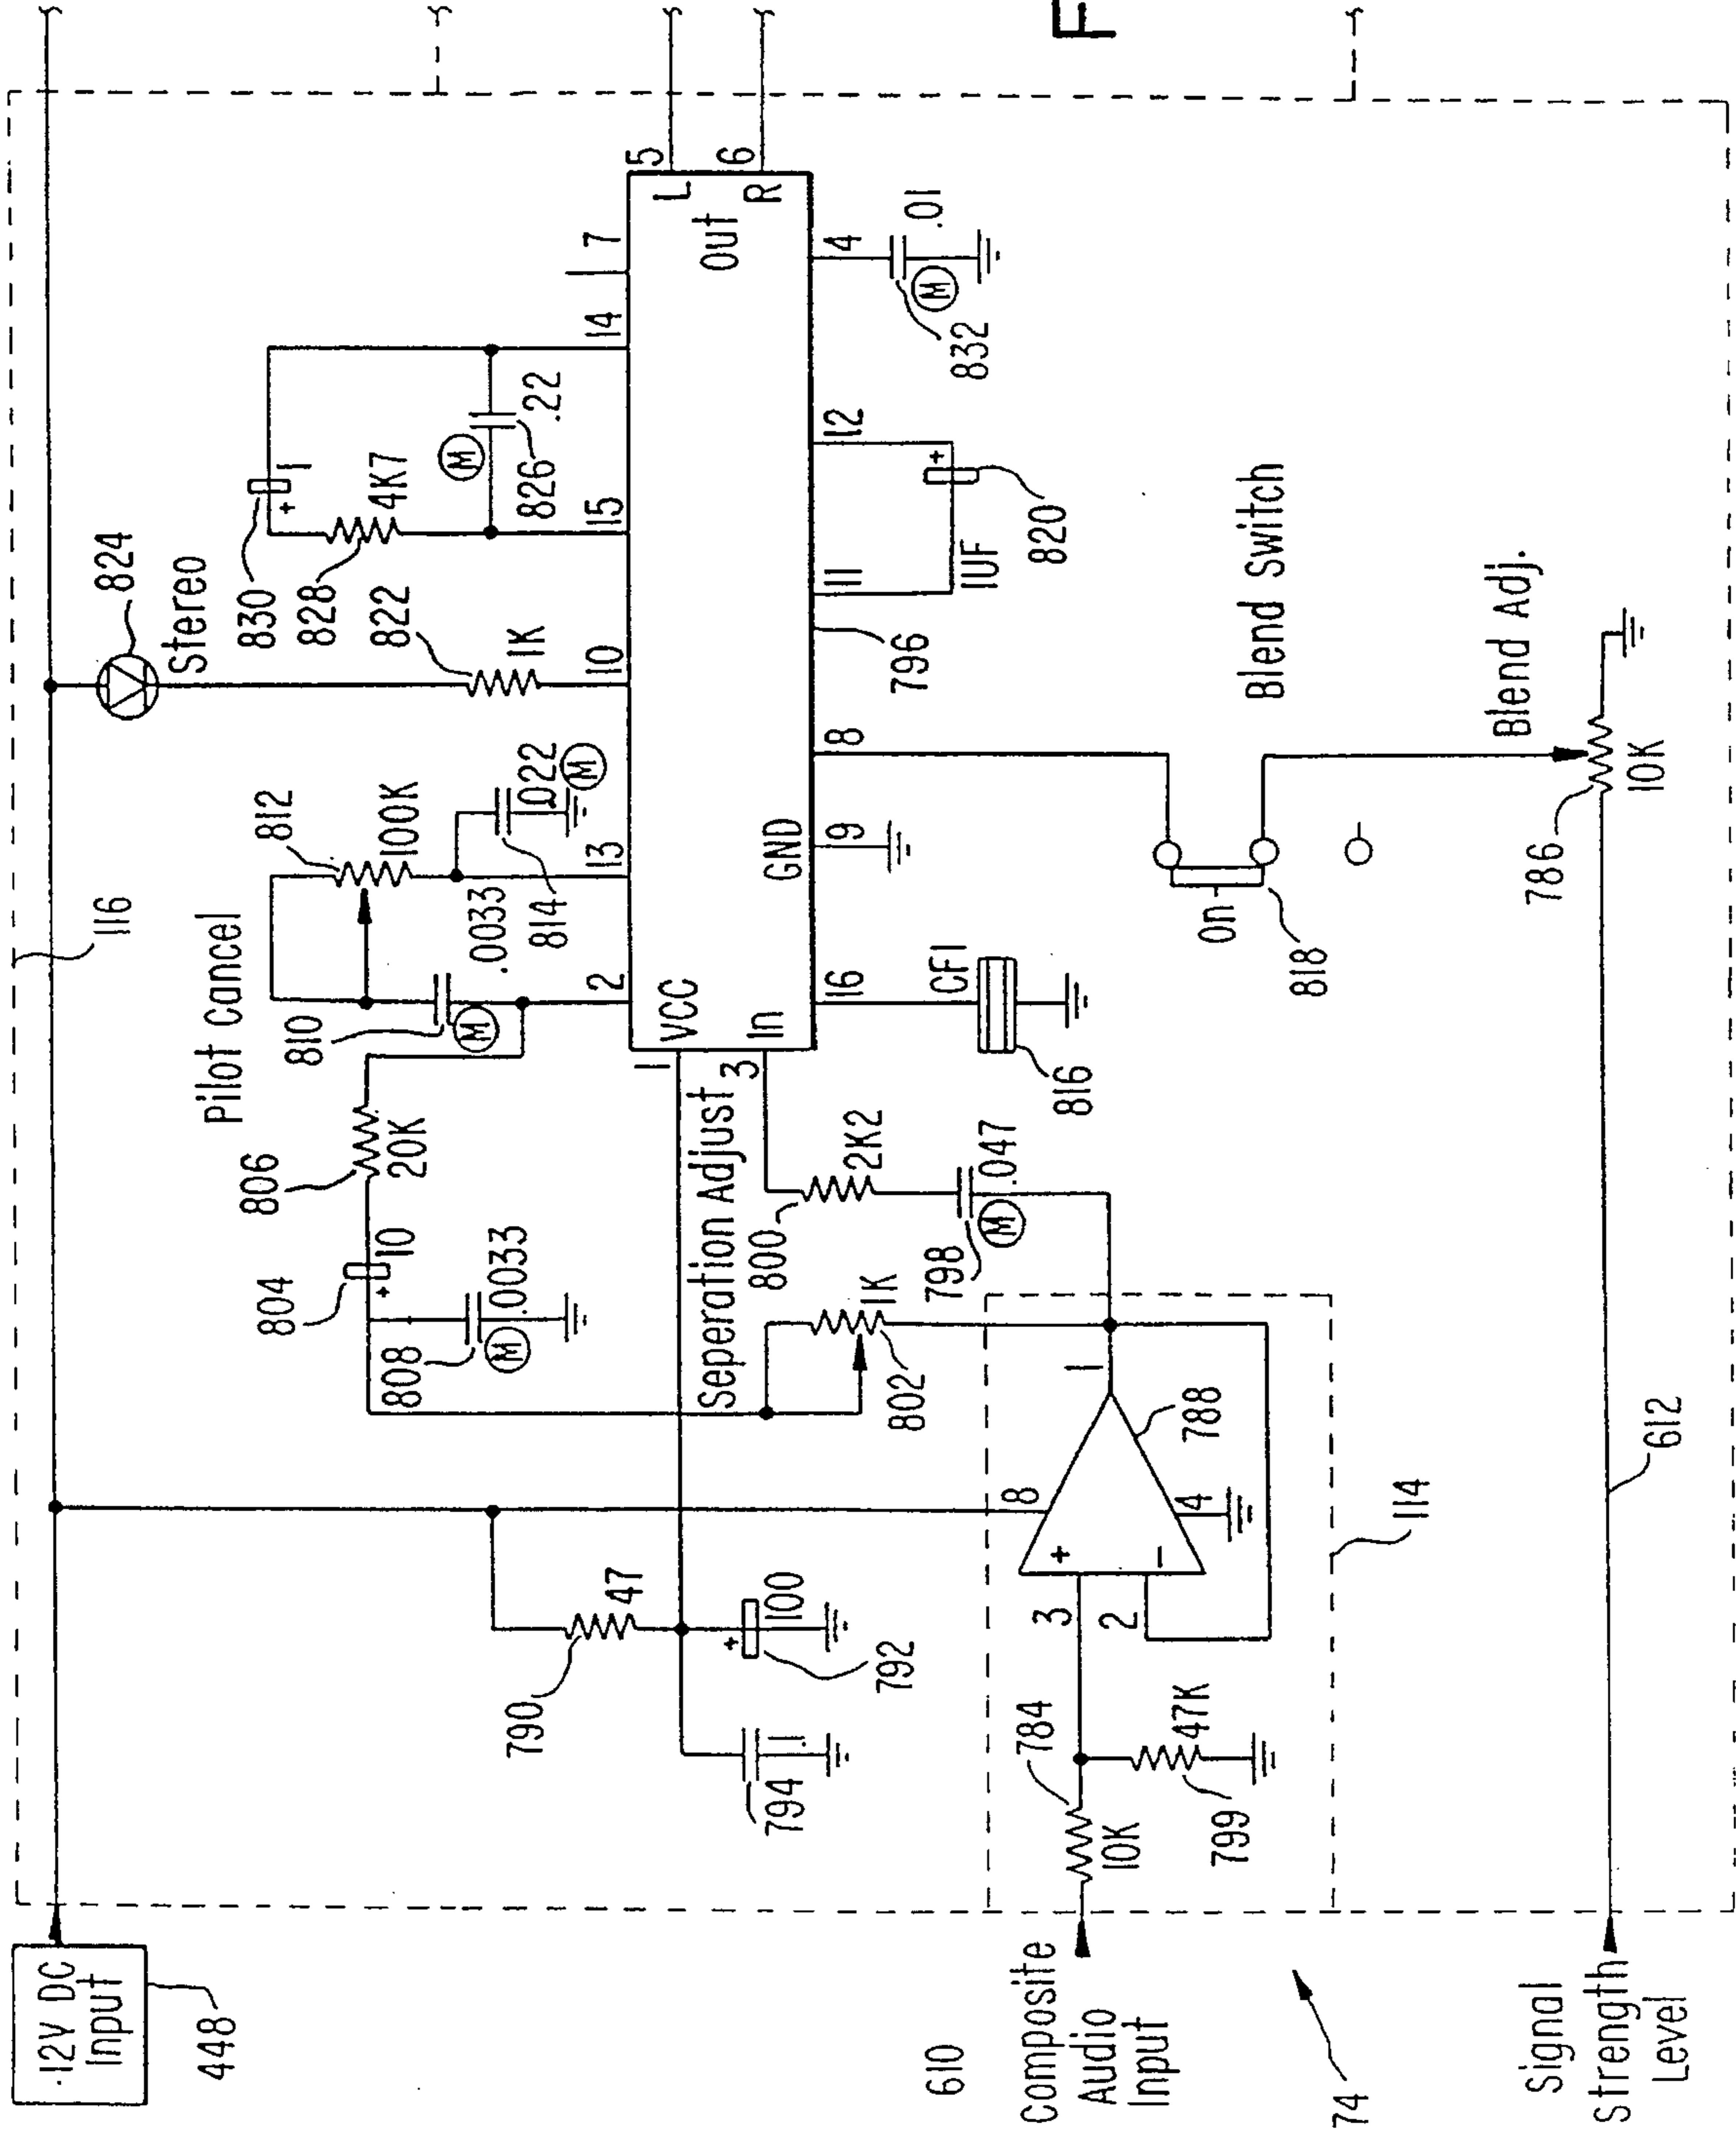 .12V DC
Input
448
116
824
Stereo
Pilot Cancel
812
100K
810
M
.0033
814
.022
M
822
1K
830
+
1
828
4K7
M
826
.22
804
+
10
806
20K
808
M
.0033
790
47
792
+
100
794
.1
Seperation Adjust
802
1K
800
2K2
798
M
.047
1
VCC
2
13
10
15
14
7
5
L
Out
R
6
3
In
16
GND
9
8
11
12
4
796
CF1
816
1UF
+
820
832
M
.01
610
Composite
Audio
Input
784
10K
799
47K
3
+
2
-
8
4
1
788
114
74
On
818
Blend Switch
Blend Adj.
786
10K
Signal
Strength
Level
612
F